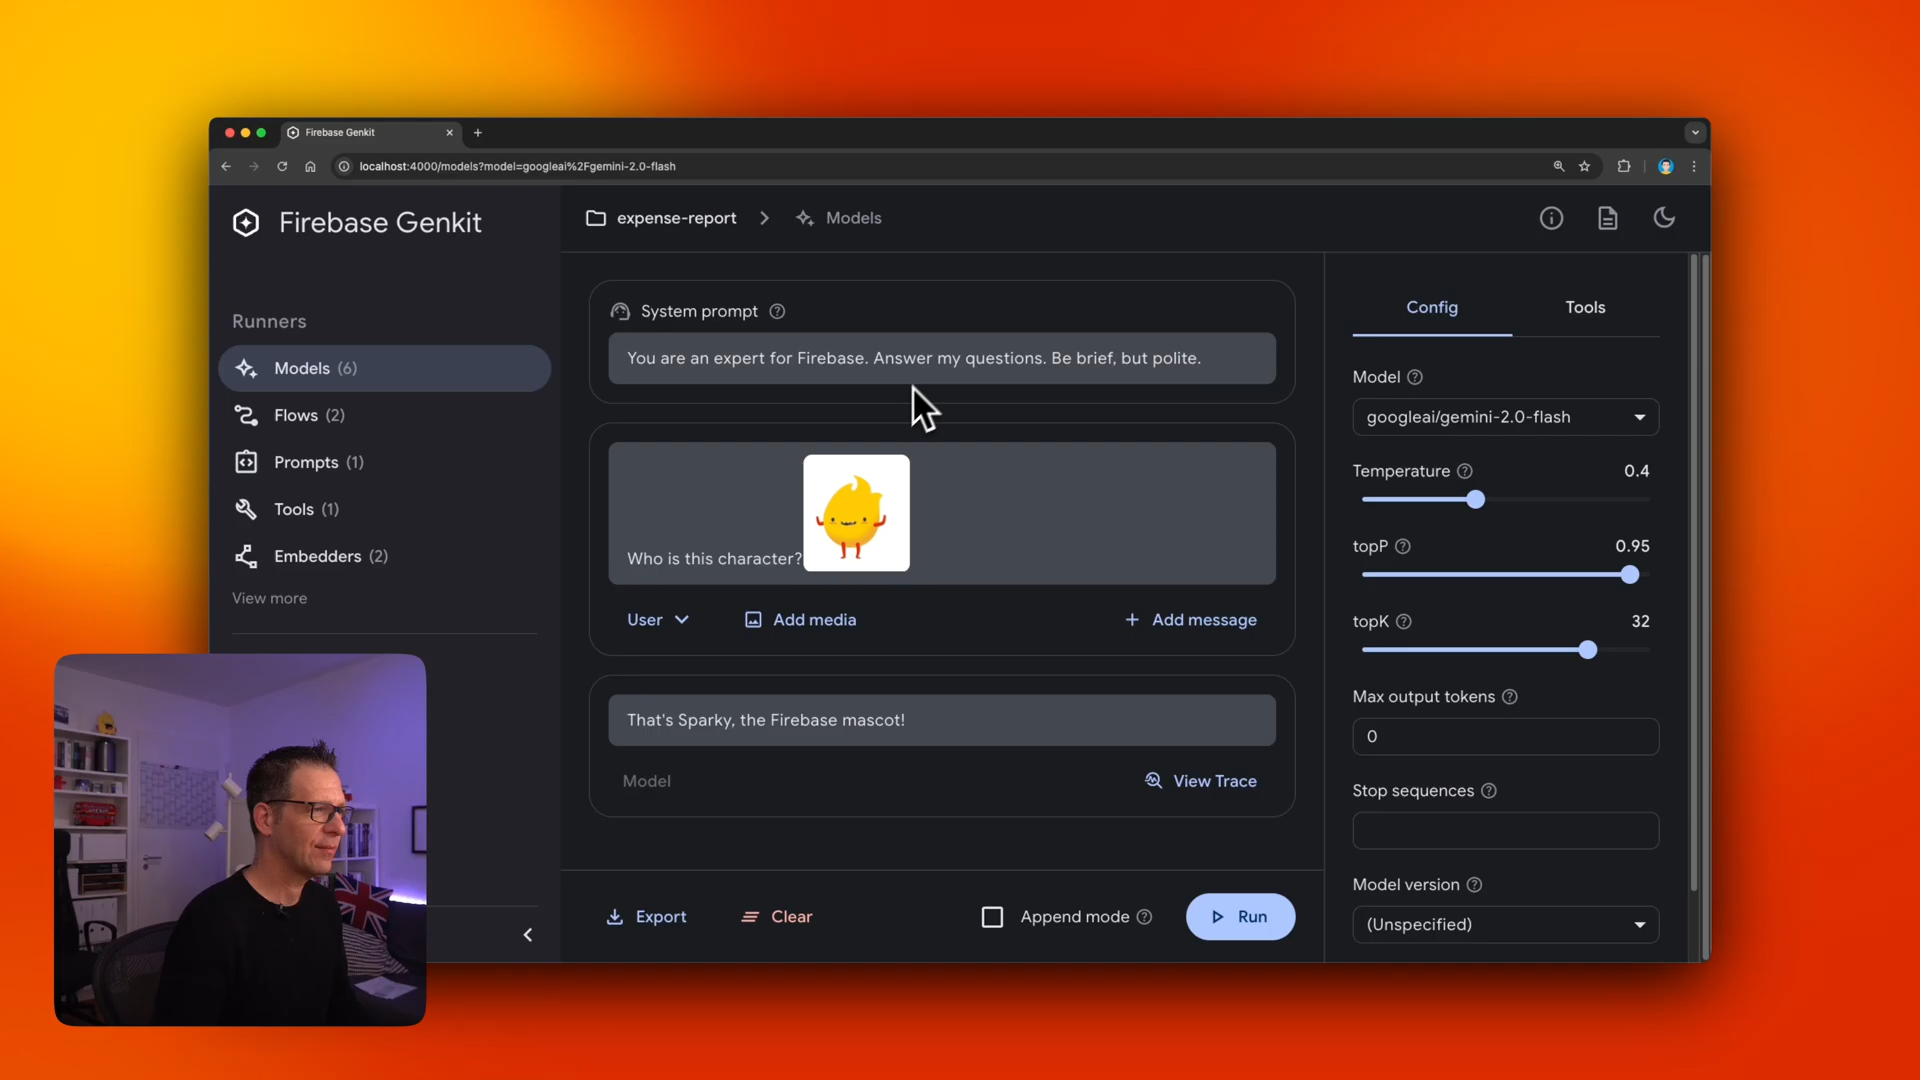 Firebase Genkit
localhost:4000/models?model=googleai%2Fgemini-2.0-flash
Firebase Genkit
expense-report
Models
Runners
Models (6)
Flows (2)
Prompts (1)
Tools (1)
Embedders (2)
View more
System prompt
You are an expert for Firebase. Answer my questions. Be brief, but polite.
Who is this character?
User
Add media
Add message
That's Sparky, the Firebase mascot!
Model
View Trace
Export
Clear
Append mode
Run
Config
Tools
Model
googleai/gemini-2.0-flash
Temperature
0.4
topP
0.95
topK
32
Max output tokens
0
Stop sequences
Model version
(Unspecified)